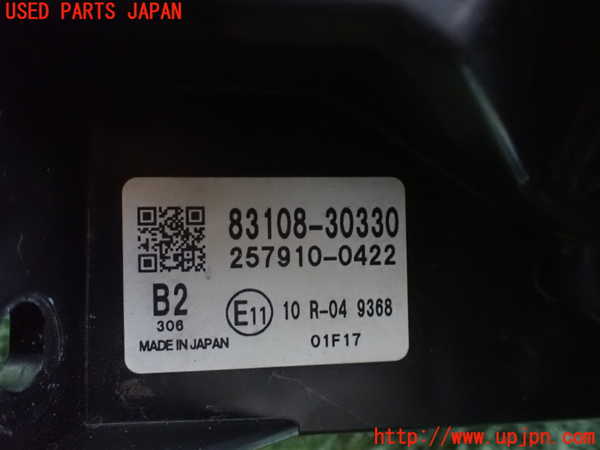 USED PARTS JAPAN
83108-30330
257910-0422
B2
306
E11
10 R-04 9368
MADE IN JAPAN
01F17
http://www.upjpn.com/